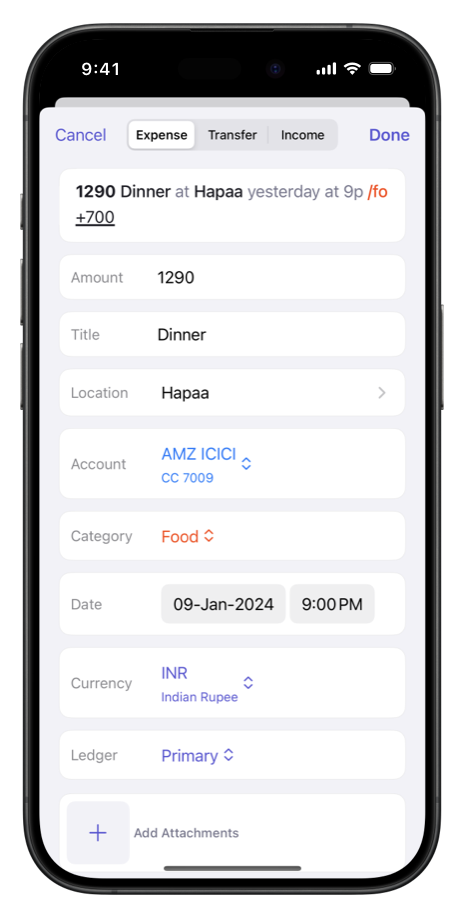 9:41
Cancel Expense Transfer Income Done
1290 Dinner at Hapaa yesterday at 9p /fo
+700
Amount 1290
Title Dinner
Location Hapaa
Account AMZ ICICI
CC 7009
Category Food
Date 09-Jan-2024 9:00 PM
Currency INR
Indian Rupee
Ledger Primary
+ Add Attachments